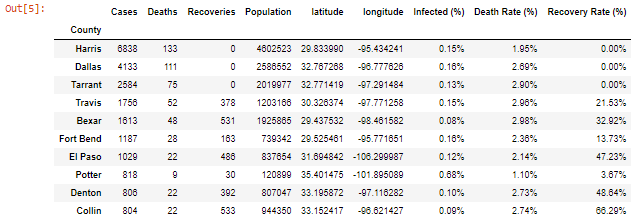 Out[5]:
Cases Deaths Recoveries Population latitude longitude Infected (%) Death Rate (%) Recovery Rate (%)
County
Harris 6838 133 0 4602523 29.833990 -95.434241 0.15% 1.95% 0.00%
Dallas 4133 111 0 2586552 32.767268 -96.777626 0.16% 2.69% 0.00%
Tarrant 2584 75 0 2019977 32.771419 -97.291484 0.13% 2.90% 0.00%
Travis 1756 52 378 1203166 30.326374 -97.771258 0.15% 2.96% 21.53%
Bexar 1613 48 531 1925865 29.437532 -98.461582 0.08% 2.98% 32.92%
Fort Bend 1187 28 163 739342 29.525461 -95.771651 0.16% 2.36% 13.73%
El Paso 1029 22 486 837654 31.694842 -106.299987 0.12% 2.14% 47.23%
Potter 818 9 30 120899 35.401475 -101.895089 0.68% 1.10% 3.67%
Denton 806 22 392 807047 33.195872 -97.116282 0.10% 2.73% 48.64%
Collin 804 22 533 944350 33.152417 -96.621427 0.09% 2.74% 66.29%